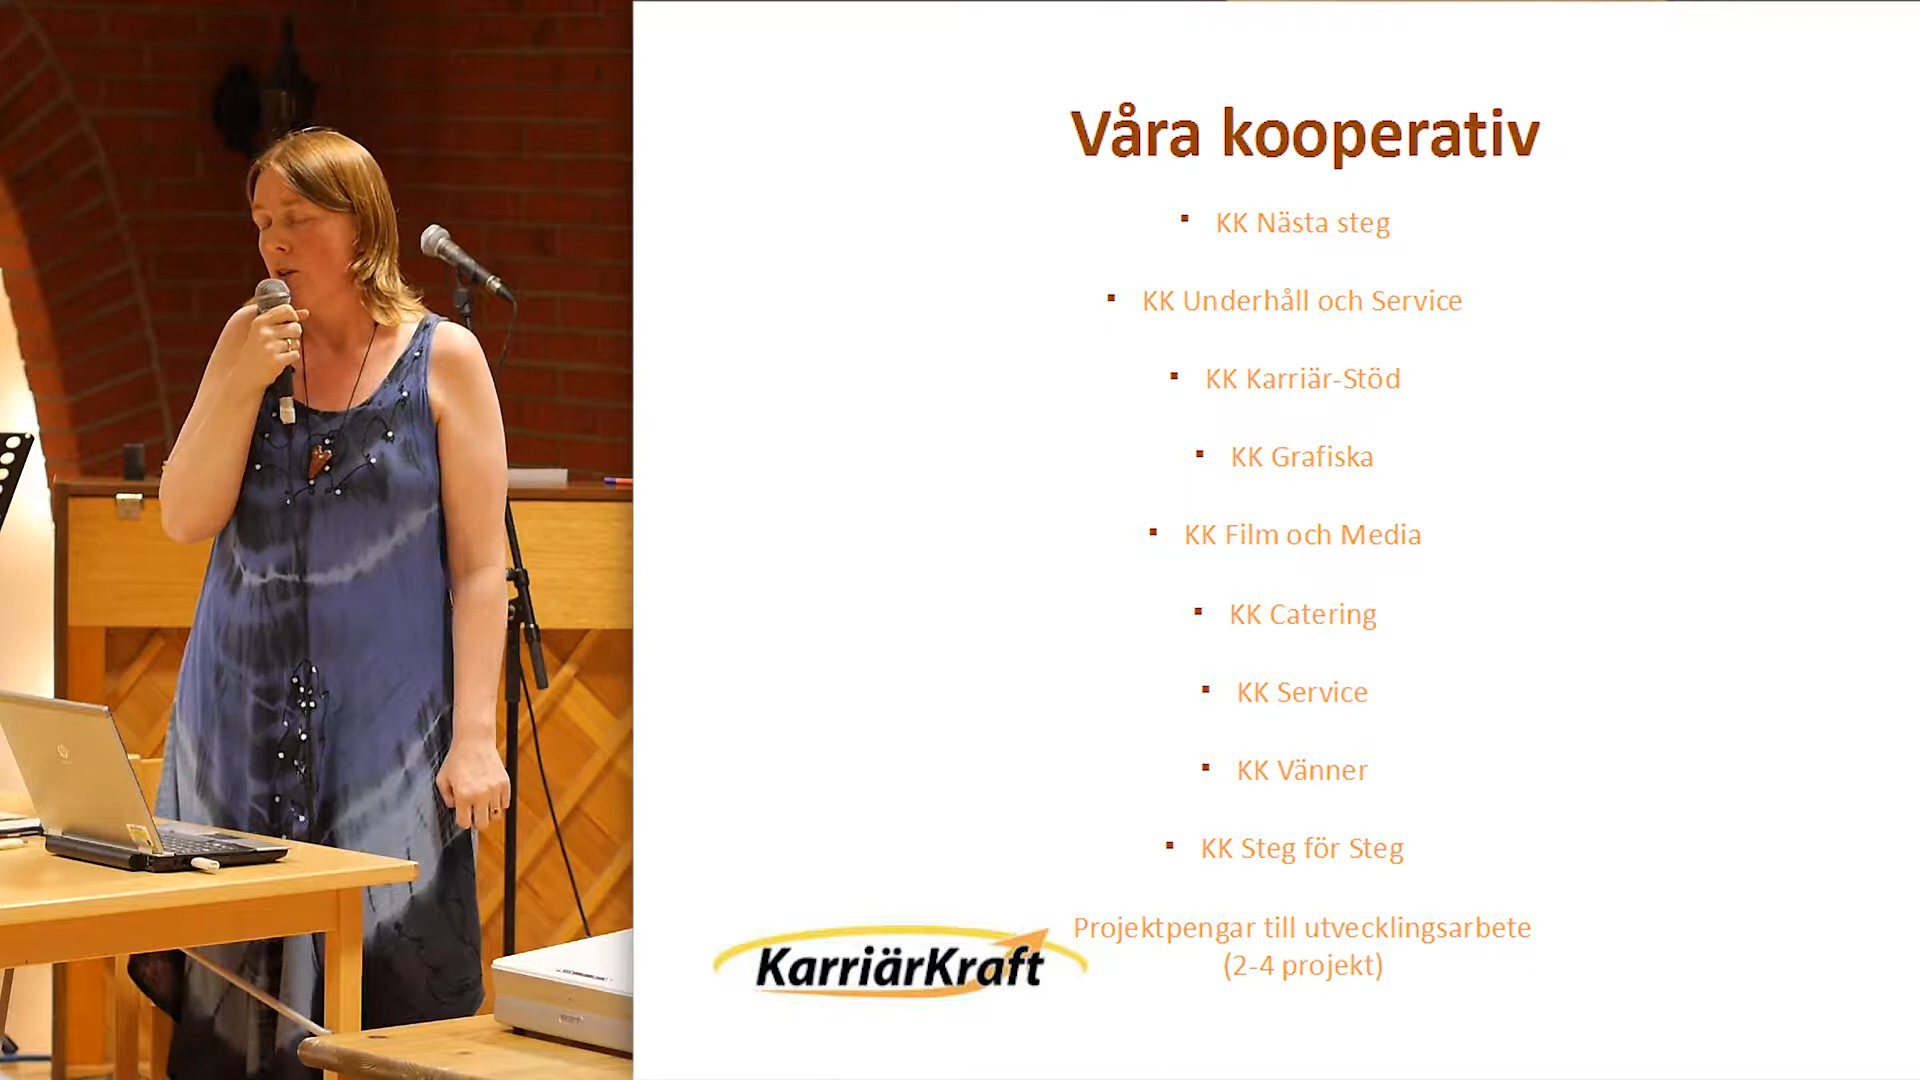 Våra kooperativ
▪ KK Nästa steg
▪ KK Underhåll och Service
▪ KK Karriär-Stöd
▪ KK Grafiska
▪ KK Film och Media
▪ KK Catering
▪ KK Service
▪ KK Vänner
▪ KK Steg för Steg
Projektpengar till utvecklingsarbete
(2-4 projekt)
KarriärKraft